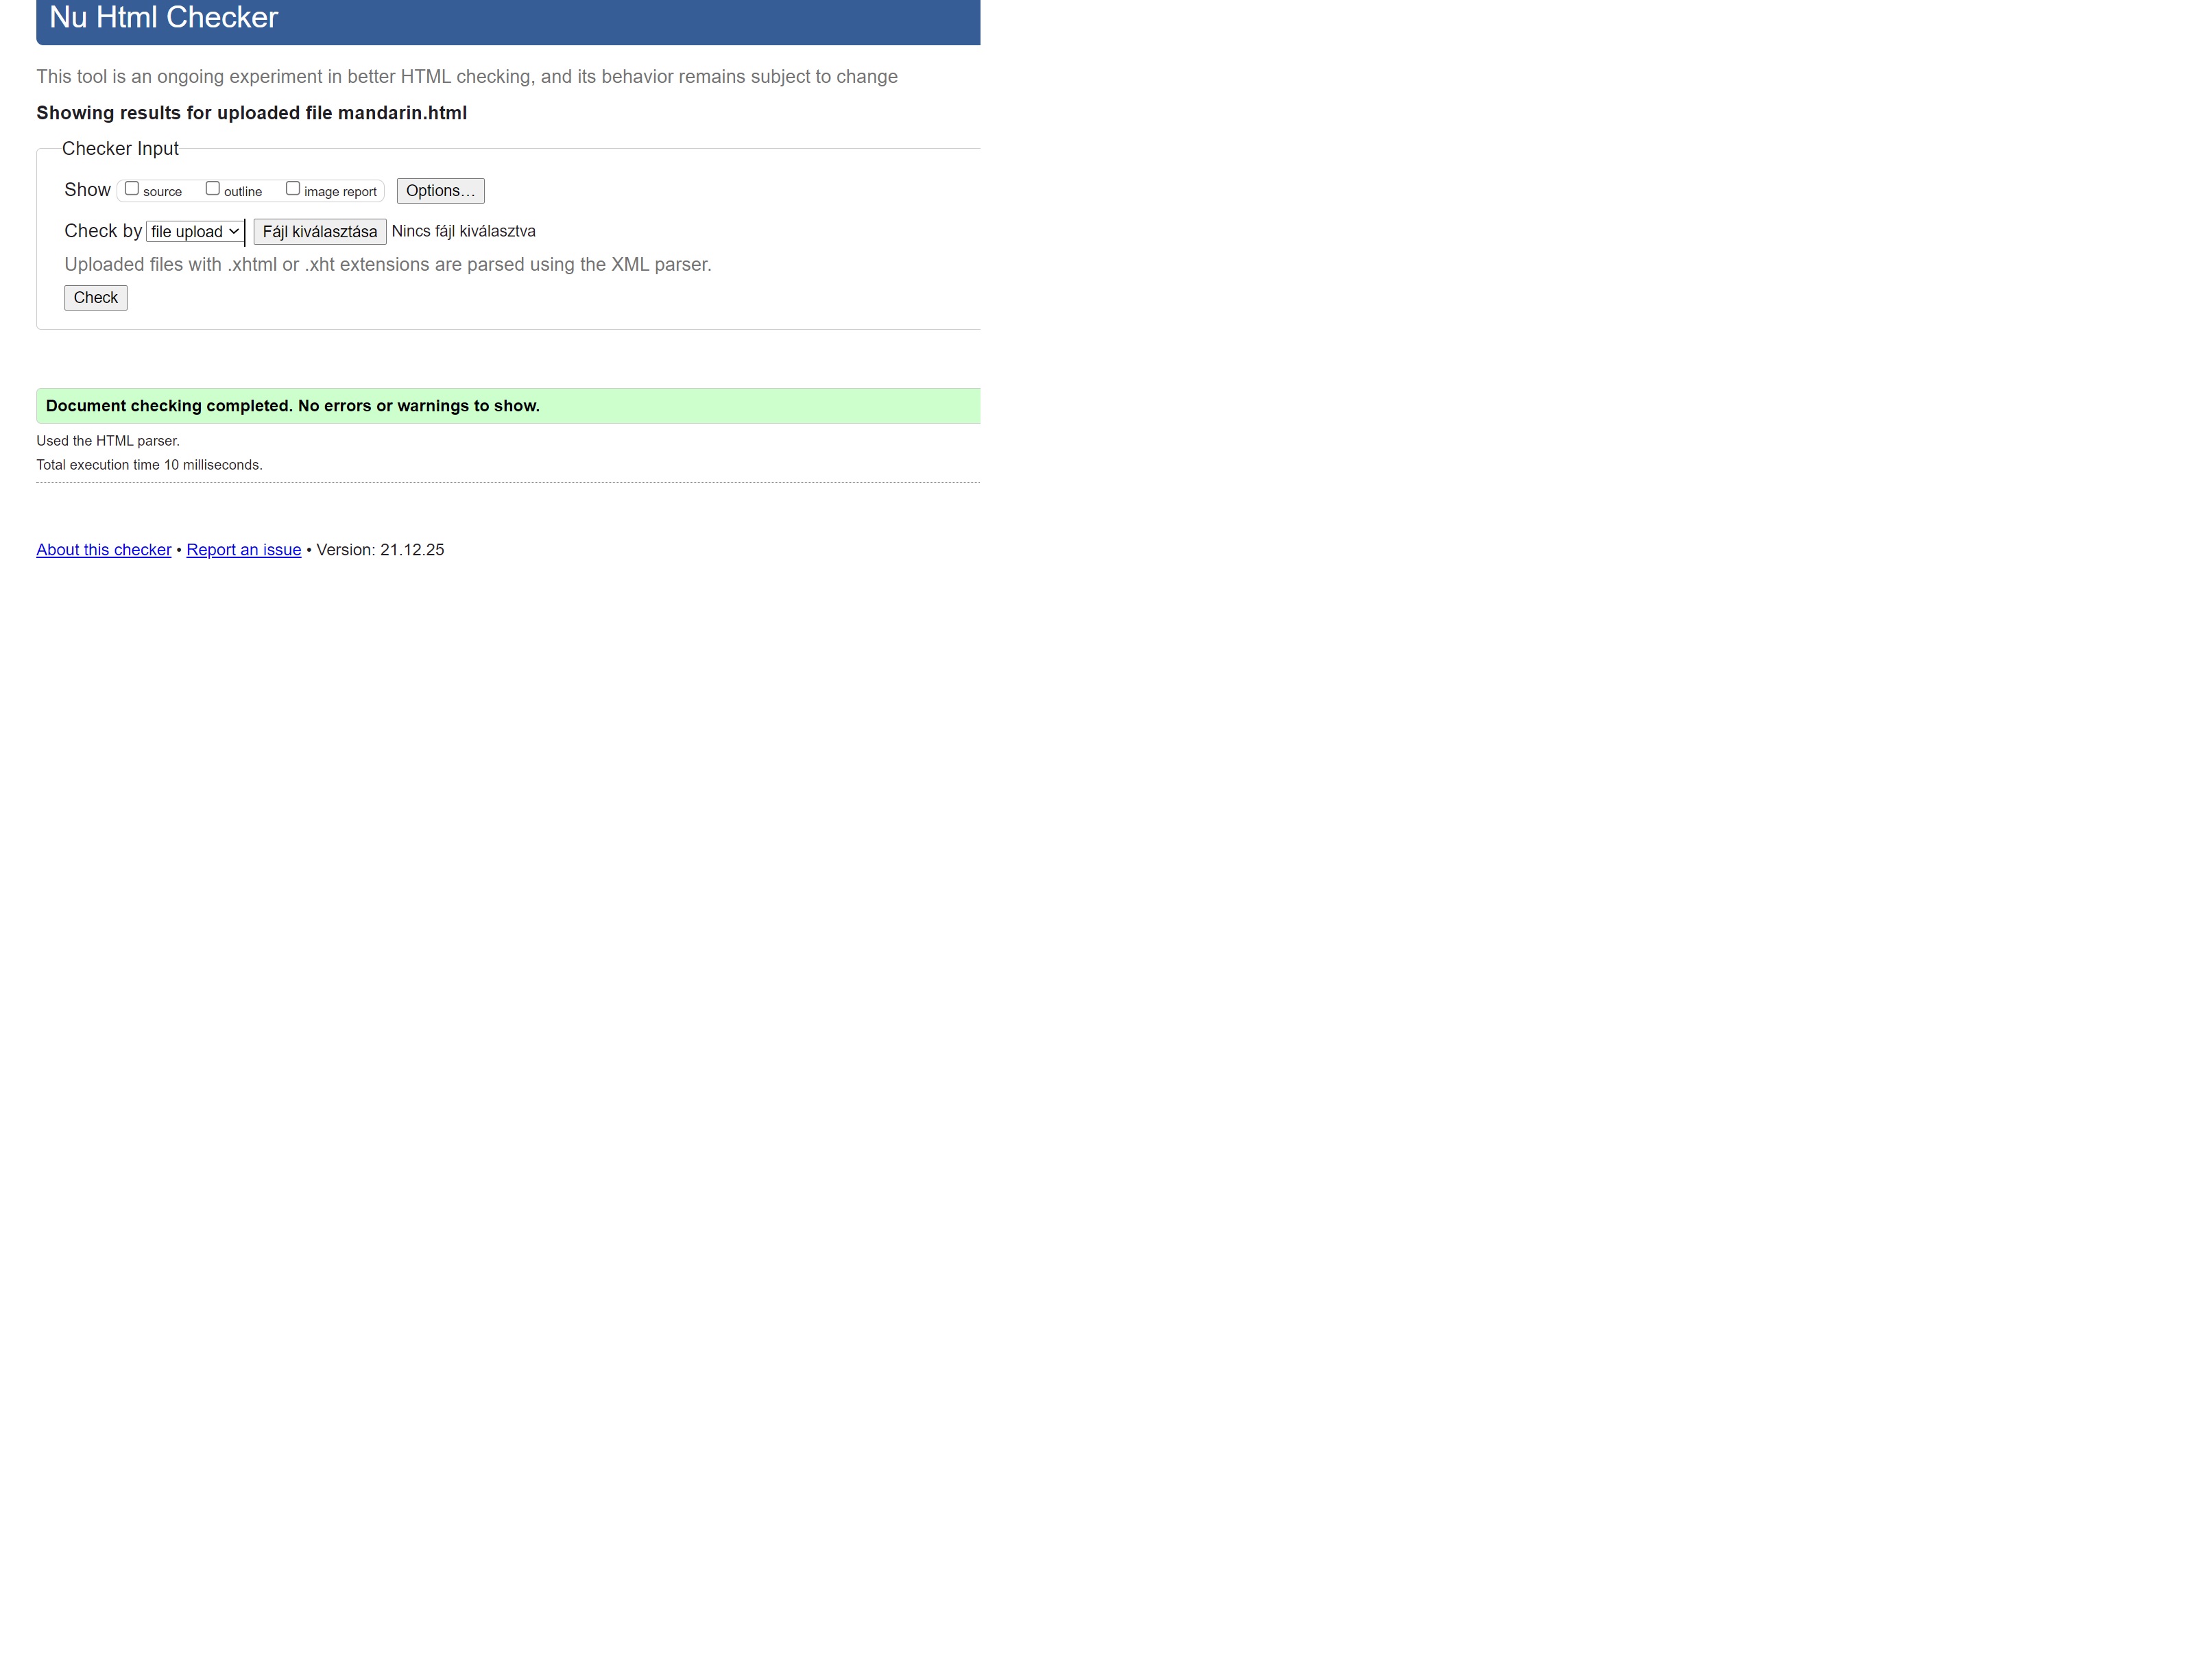 Nu Html Checker
This tool is an ongoing experiment in better HTML checking, and its behavior remains subject to change
Showing results for uploaded file mandarin.html
Checker Input
Show source outline image report Options…
Check by file upload Fájl kiválasztása Nincs fájl kiválasztva
Uploaded files with .xhtml or .xht extensions are parsed using the XML parser.
Check
Document checking completed. No errors or warnings to show.
Used the HTML parser.
Total execution time 10 milliseconds.
About this checker • Report an issue • Version: 21.12.25